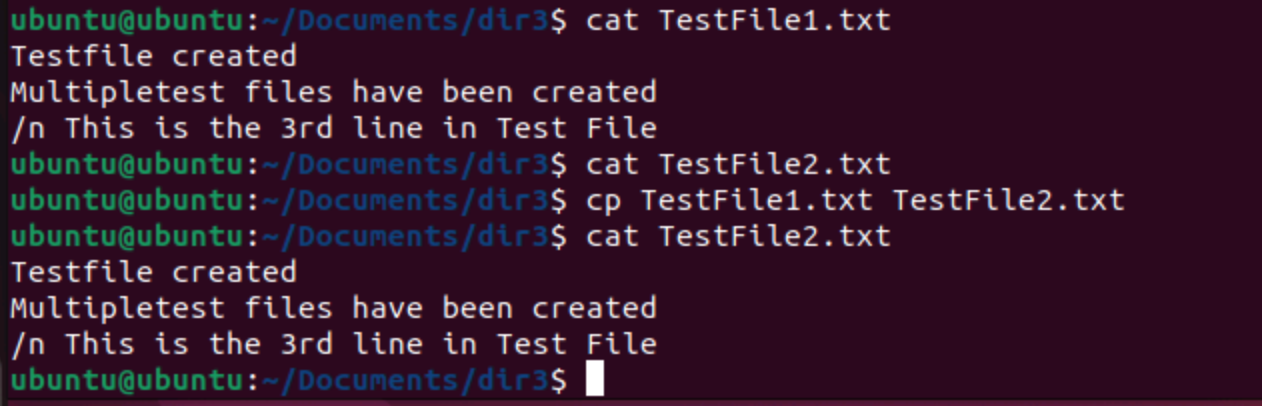 ubuntu@ubuntu:~/Documents/dir3$ cat TestFile1.txt
Testfile created
Multipletest files have been created
/n This is the 3rd line in Test File
ubuntu@ubuntu:~/Documents/dir3$ cat TestFile2.txt
ubuntu@ubuntu:~/Documents/dir3$ cp TestFile1.txt TestFile2.txt
ubuntu@ubuntu:~/Documents/dir3$ cat TestFile2.txt
Testfile created
Multipletest files have been created
/n This is the 3rd line in Test File
ubuntu@ubuntu:~/Documents/dir3$